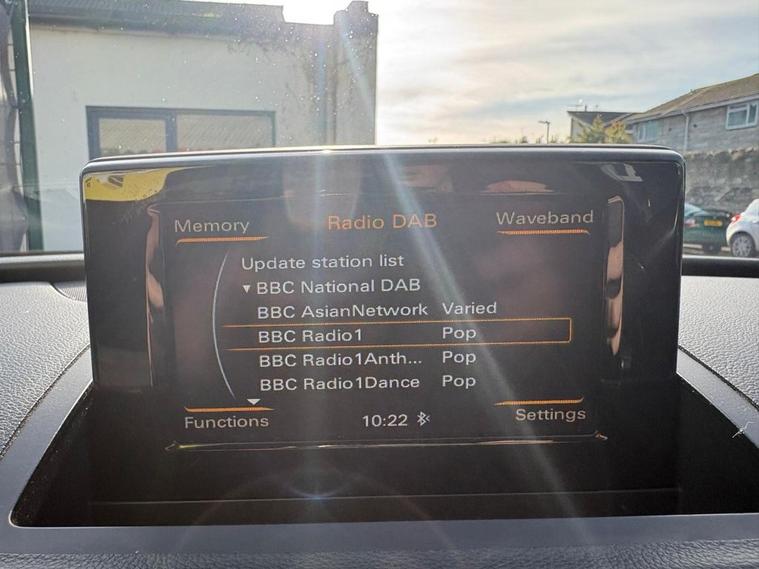 Memory Radio DAB Waveband
Update station list
▼ BBC National DAB
BBC AsianNetwork Varied
BBC Radio1 Pop
BBC Radio1Anth... Pop
BBC Radio1Dance Pop
Functions 10:22 Settings